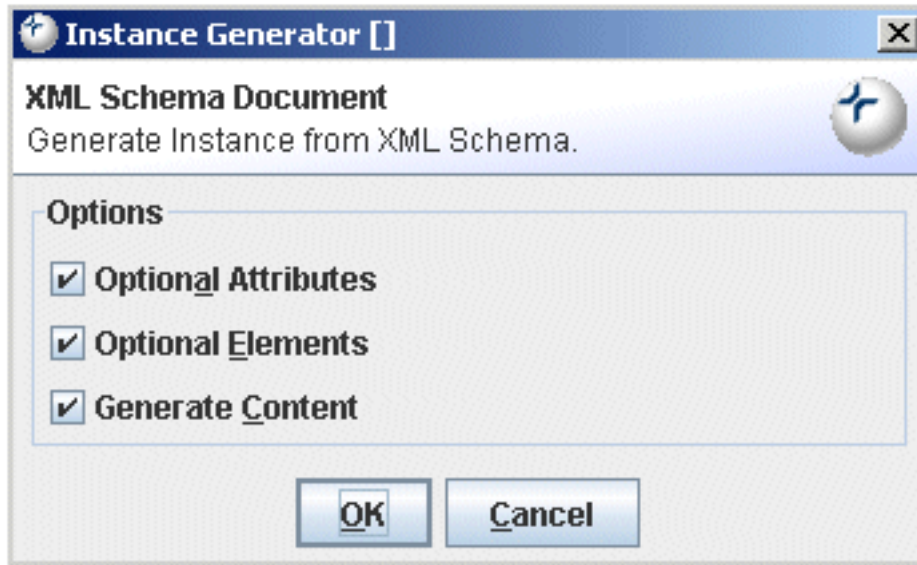 Instance Generator []
XML Schema Document
Generate Instance from XML Schema.
Options
Optional Attributes
Optional Elements
Generate Content
OK
Cancel